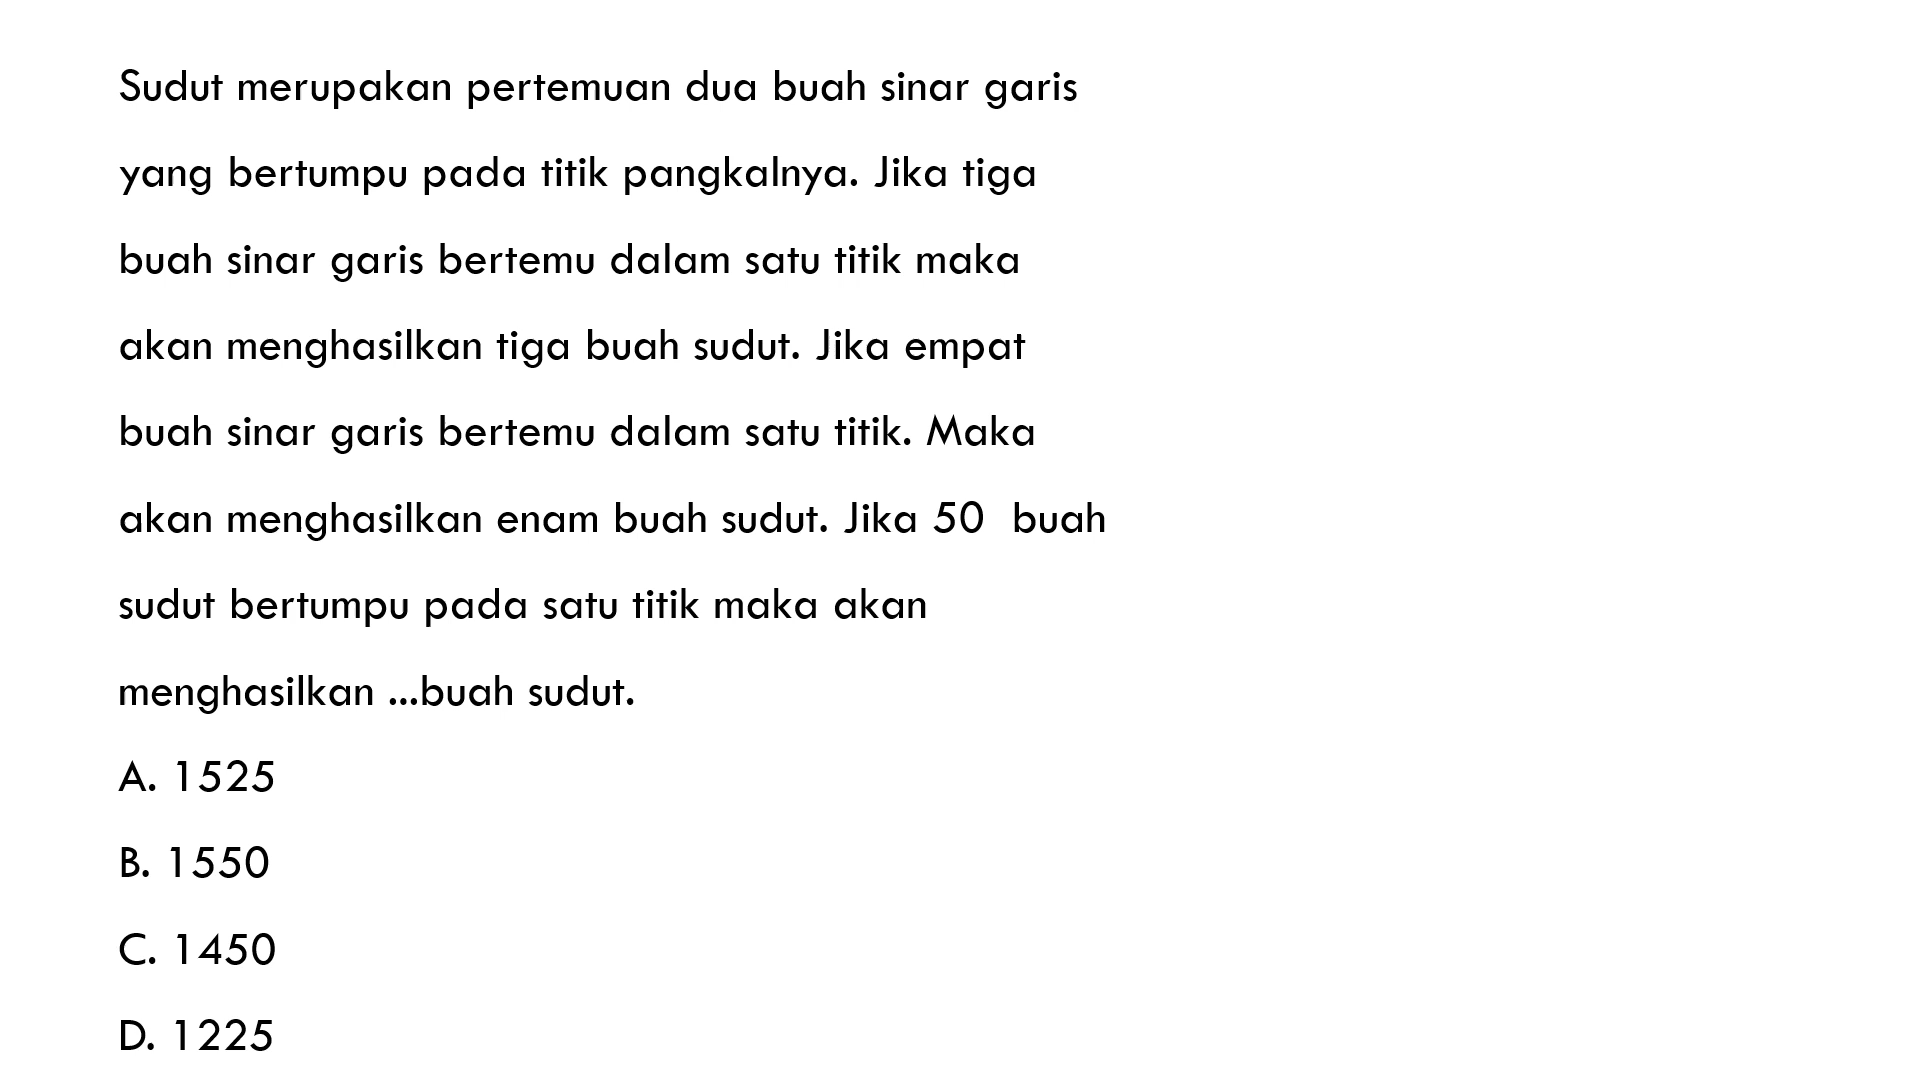 Sudut merupakan pertemuan dua buah sinar garis
yang bertumpu pada titik pangkalnya. Jika tiga
buah sinar garis bertemu dalam satu titik maka
akan menghasilkan tiga buah sudut. Jika empat
buah sinar garis bertemu dalam satu titik. Maka
akan menghasilkan enam buah sudut. Jika 50  buah
sudut bertumpu pada satu titik maka akan
menghasilkan ...buah sudut.
A. 1525
B. 1550
C. 1450
D. 1225